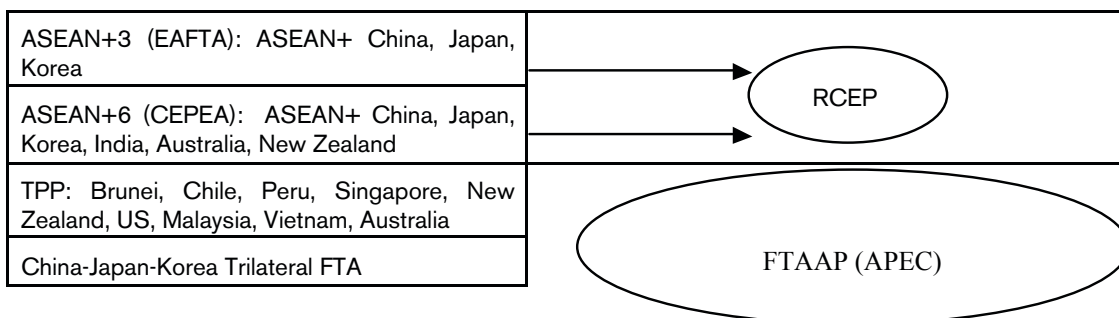 ASEAN+3 (EAFTA): ASEAN+ China, Japan,
Korea
ASEAN+6 (CEPEA): ASEAN+ China, Japan,
Korea, India, Australia, New Zealand
RCEP
TPP: Brunei, Chile, Peru, Singapore, New
Zealand, US, Malaysia, Vietnam, Australia
China-Japan-Korea Trilateral FTA
FTAAP (APEC)